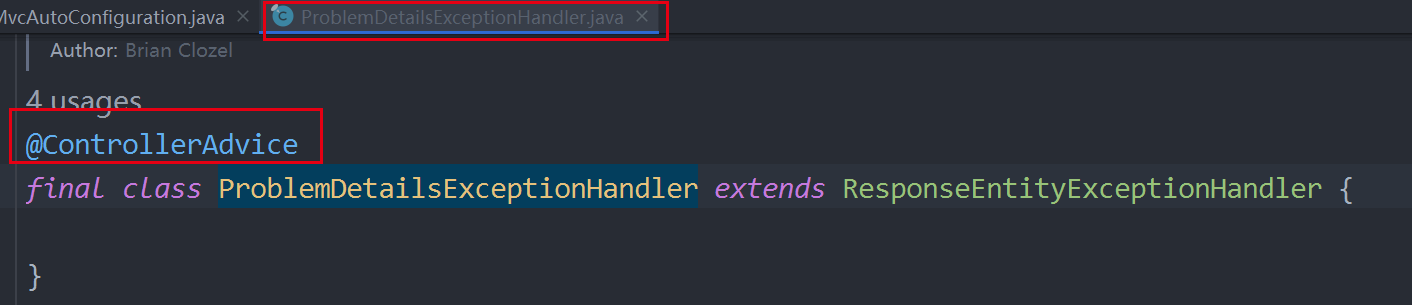 MvcAutoConfiguration.java ProblemDetailsExceptionHandler.java
Author: Brian Clozel
4 usages
@ControllerAdvice
final class ProblemDetailsExceptionHandler extends ResponseEntityExceptionHandler {
}